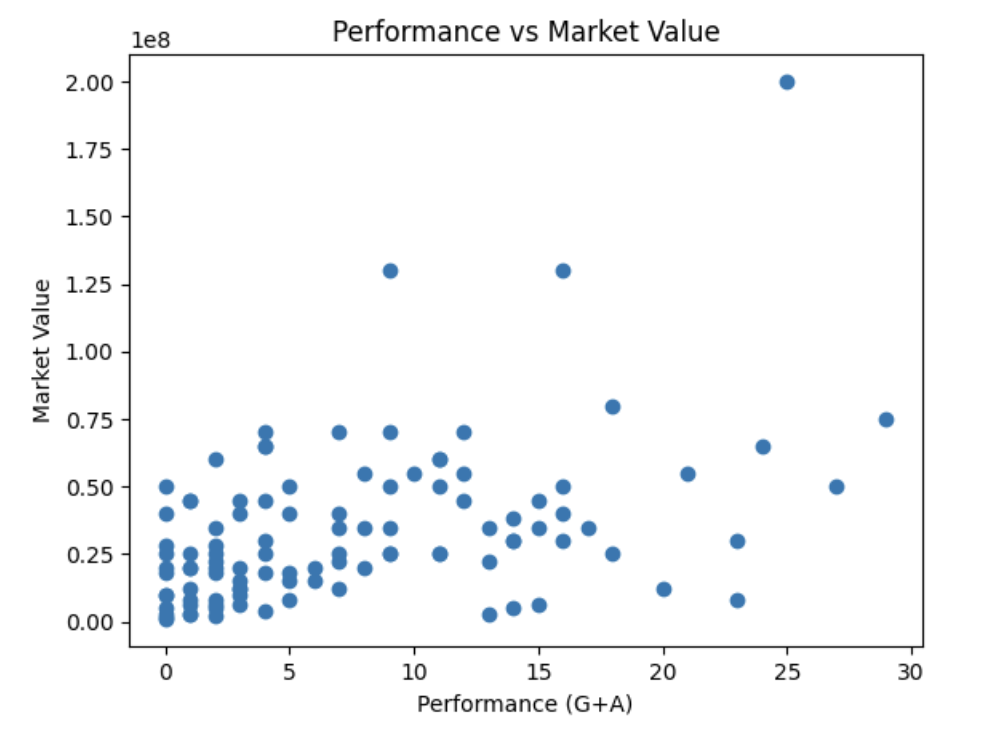 Performance vs Market Value
1e8
2.00
1.75
1.50
1.25
1.00
0.75
0.50
0.25
0.00
Market Value
0 5 10 15 20 25 30
Performance (G+A)